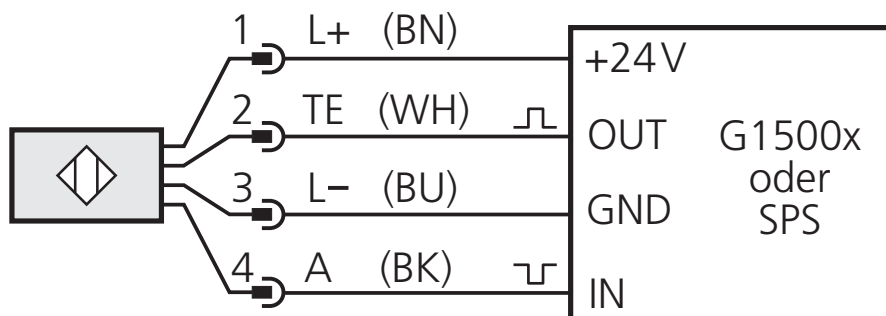 1 L+ (BN) +24V
2 TE (WH) OUT
3 L− (BU) GND
4 A (BK) IN
G1500x
oder
SPS